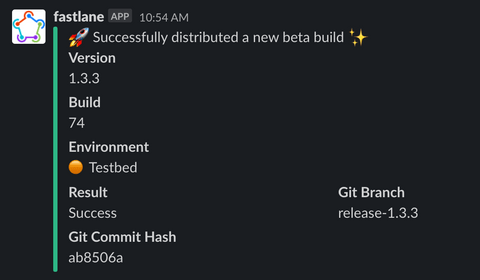 fastlane APP 10:54 AM
🚀 Successfully distributed a new beta build ✨
Version
1.3.3
Build
74
Environment
🟠 Testbed
Result Git Branch
Success release-1.3.3
Git Commit Hash
ab8506a